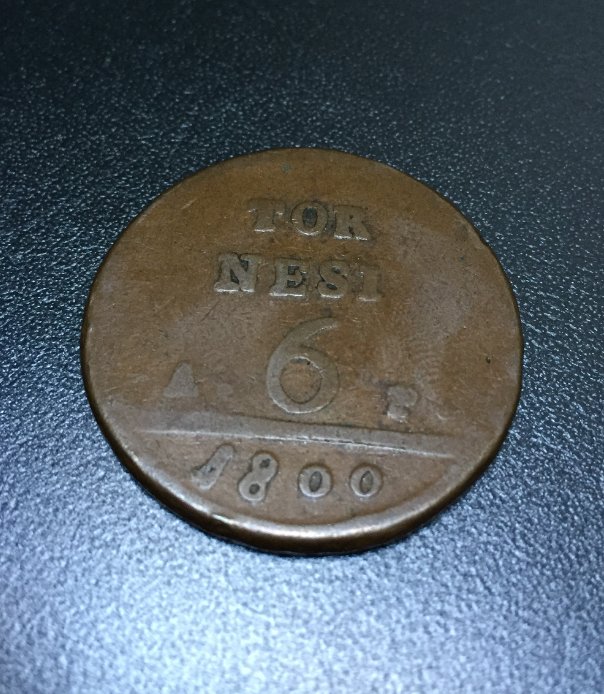 TOR
NESI
6
A. P.
1800